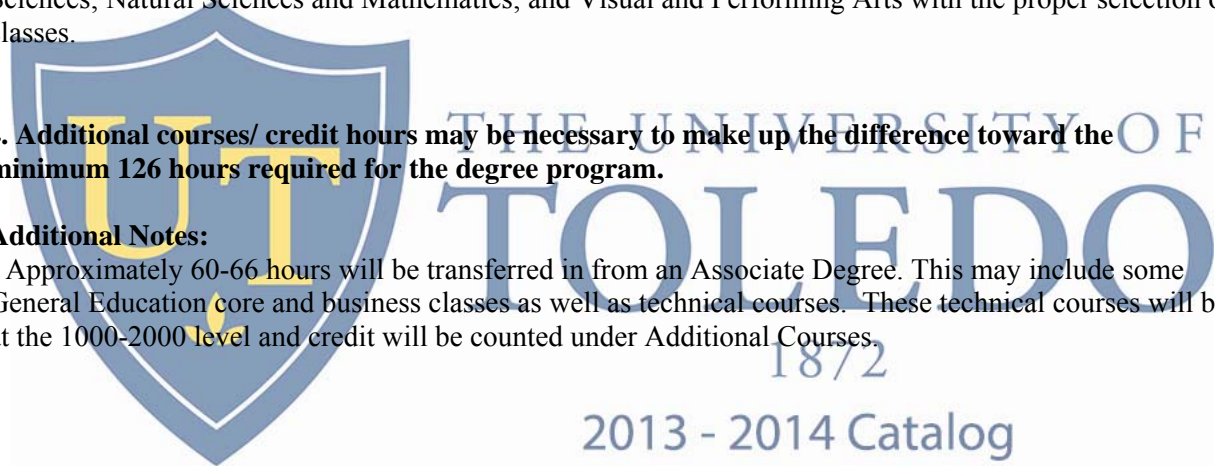 Sciences, Natural Sciences and Mathematics, and Visual and Performing Arts with the proper selection
classes.
Additional courses/ credit hours may be necessary to make up the difference toward the
minimum 126 hours required for the degree program.
Additional Notes:
Approximately 60-66 hours will be transferred in from an Associate Degree. This may include some
General Education core and business classes as well as technical courses. These technical courses will
at the 1000-2000 level and credit will be counted under Additional Courses.
UT
THE UNIVERSITY OF
TOLEDO
1872
2013 - 2014 Catalog